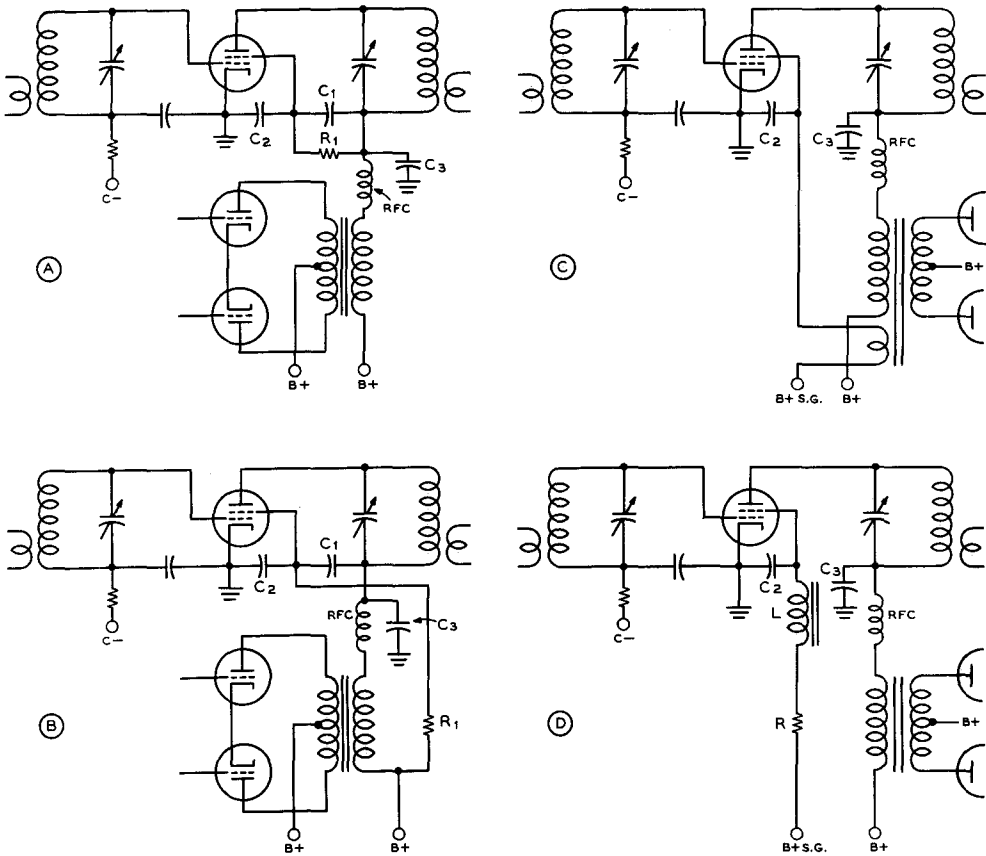 C1
C2
R1
C3
C-
RFC
A
B+
B+
C2
C3
RFC
C-
C
B+
B+ S.G.
B+
C1
C2
RFC
C3
C-
B
R1
B+
B+
C2
C3
L
RFC
C-
D
R
B+
B+ S.G.
B+